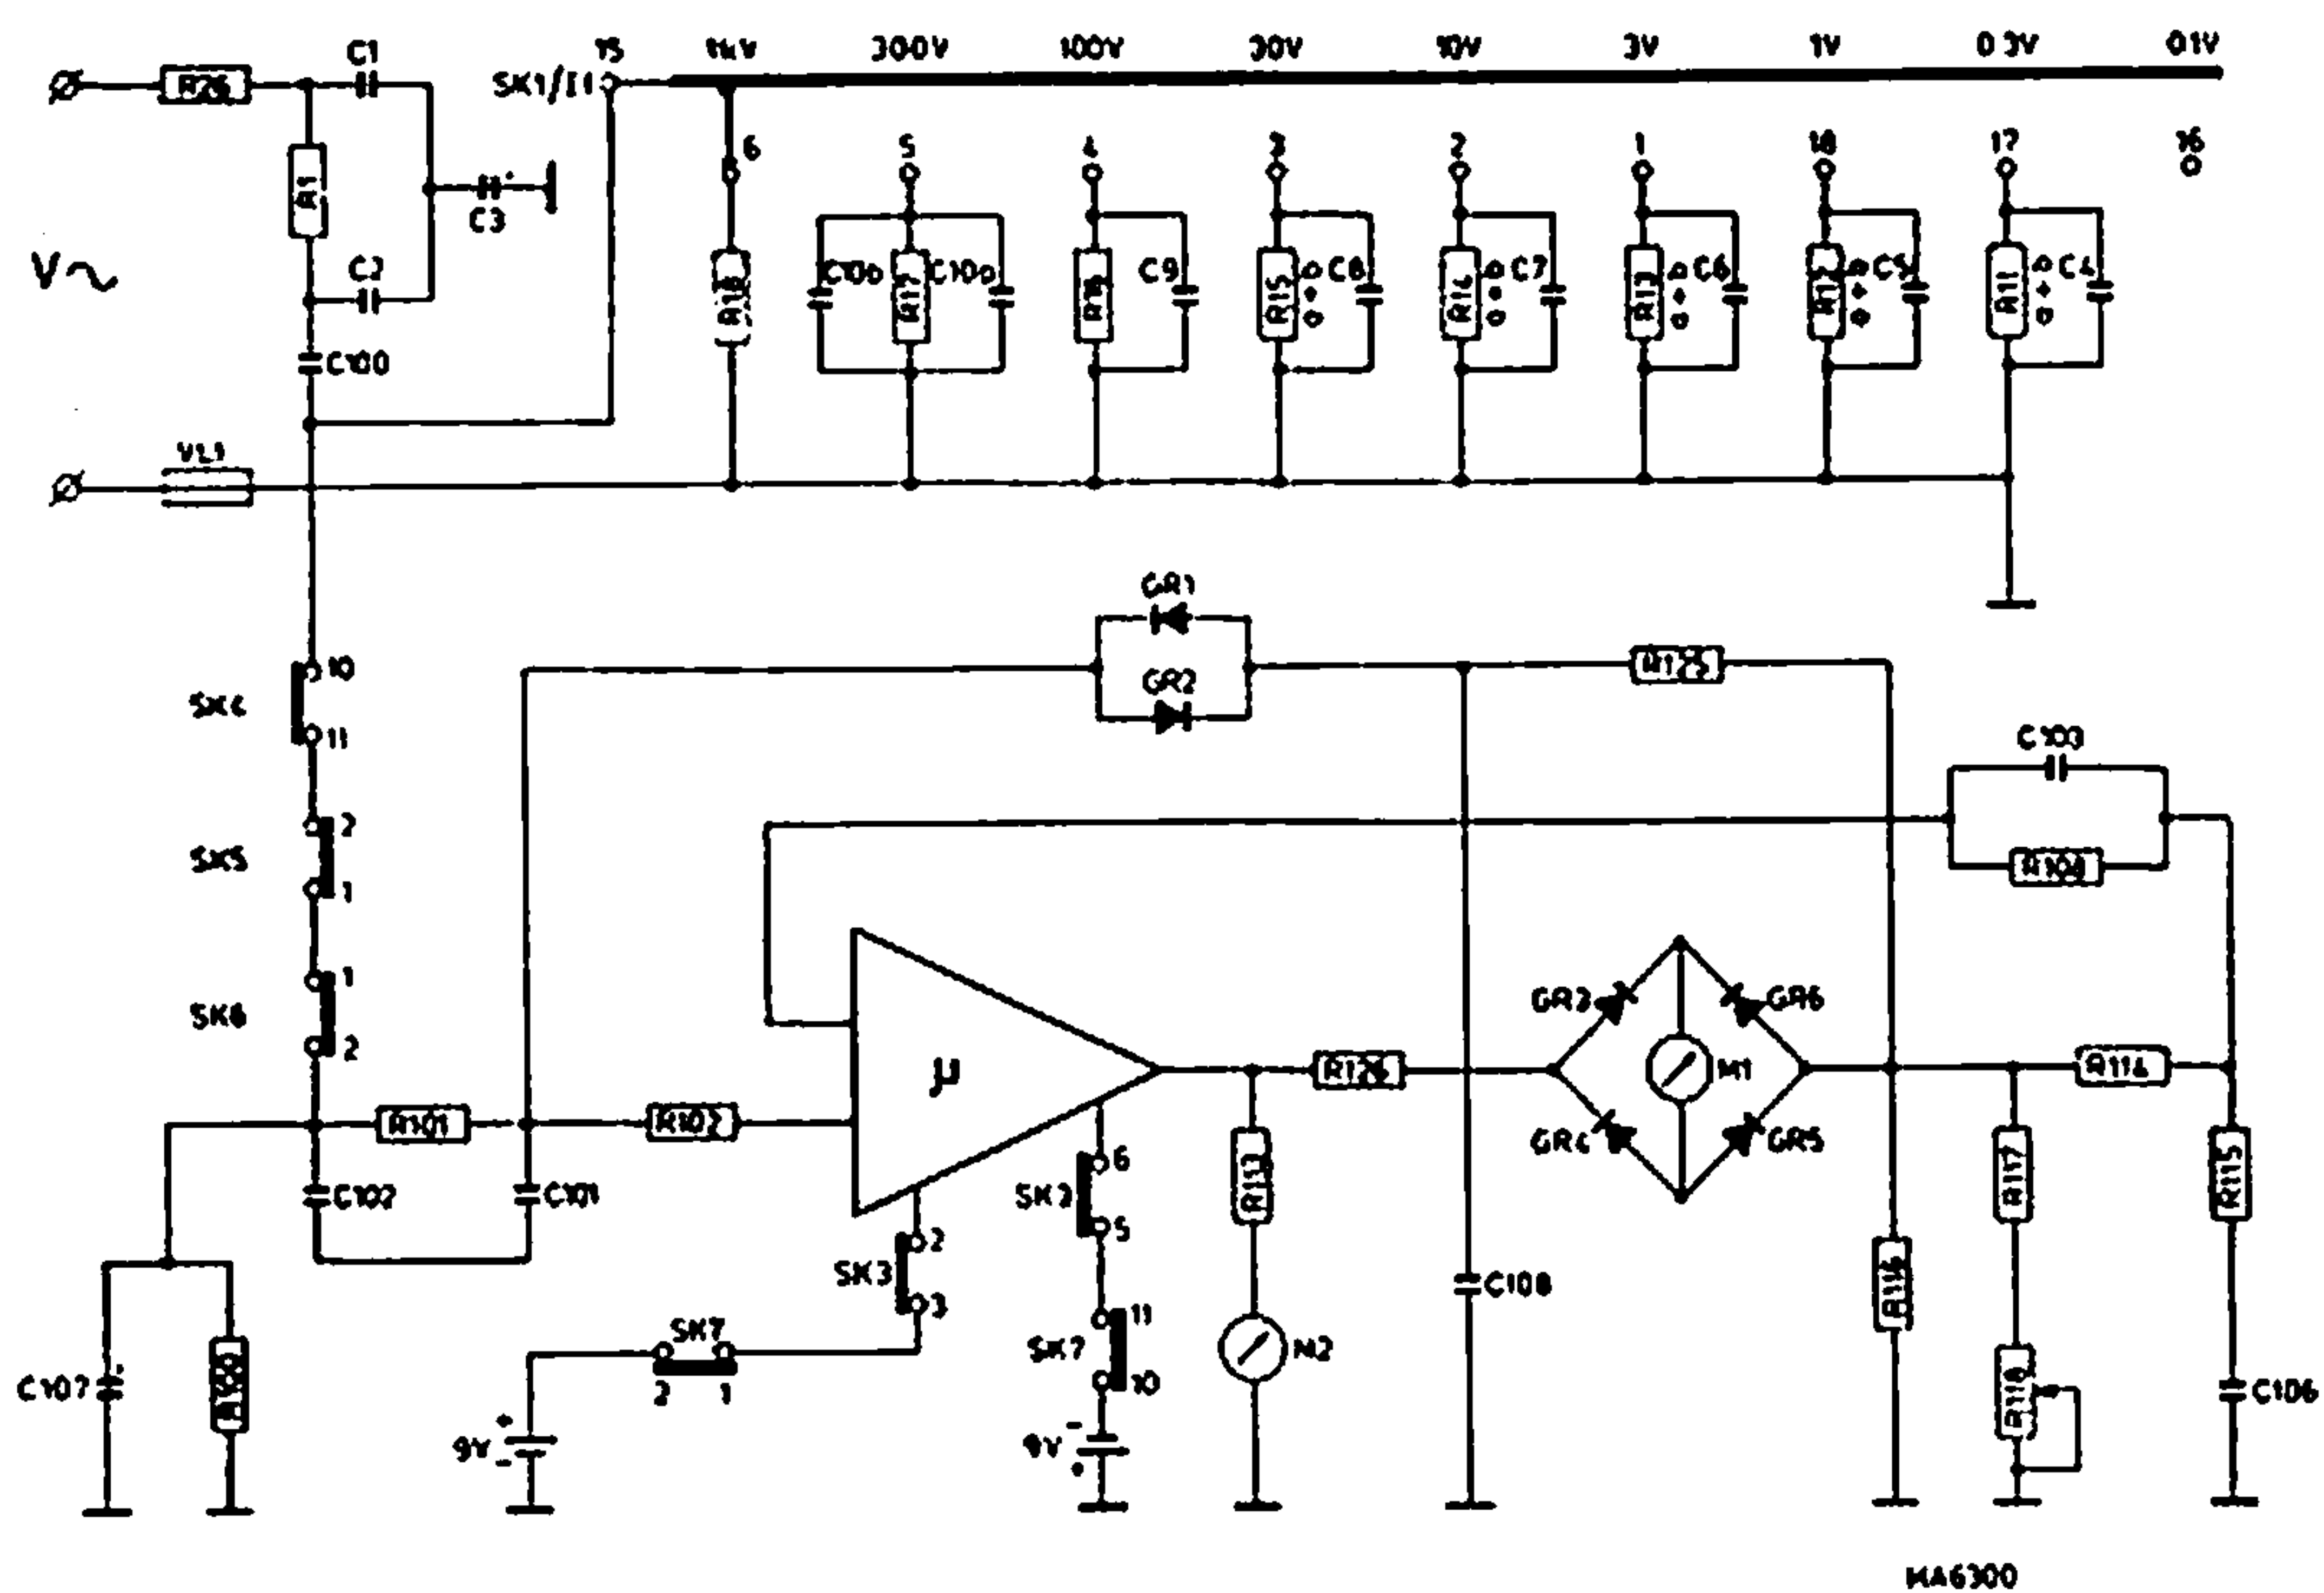 C1 15 1kV 300V 100V 30V 10V 3V 1V 0.3V 0.1V
R26 SK1/I1
6 5 4 3 2 1 18 17 16
R1 C3
V~ C2 C10b R17 C10a C9 R15 C8 R14 C7 R13 C6 C5 R11 C4
C100
VL1
GR1
10 R125
SK4 GR2
11 C103
2
SK5 R104
1
1 GR3 GR6
SK6
2 µ R126 M1 R114
R101 R102 6 GR4 GR5
C102 C101 SK2 R113 R117 R115
2 5
SK3 C108 R116
3 11
SK7 SK7 M2
C107 R100 2 1 10 R118 C106
+ -
9V 9V
- +
MA6300